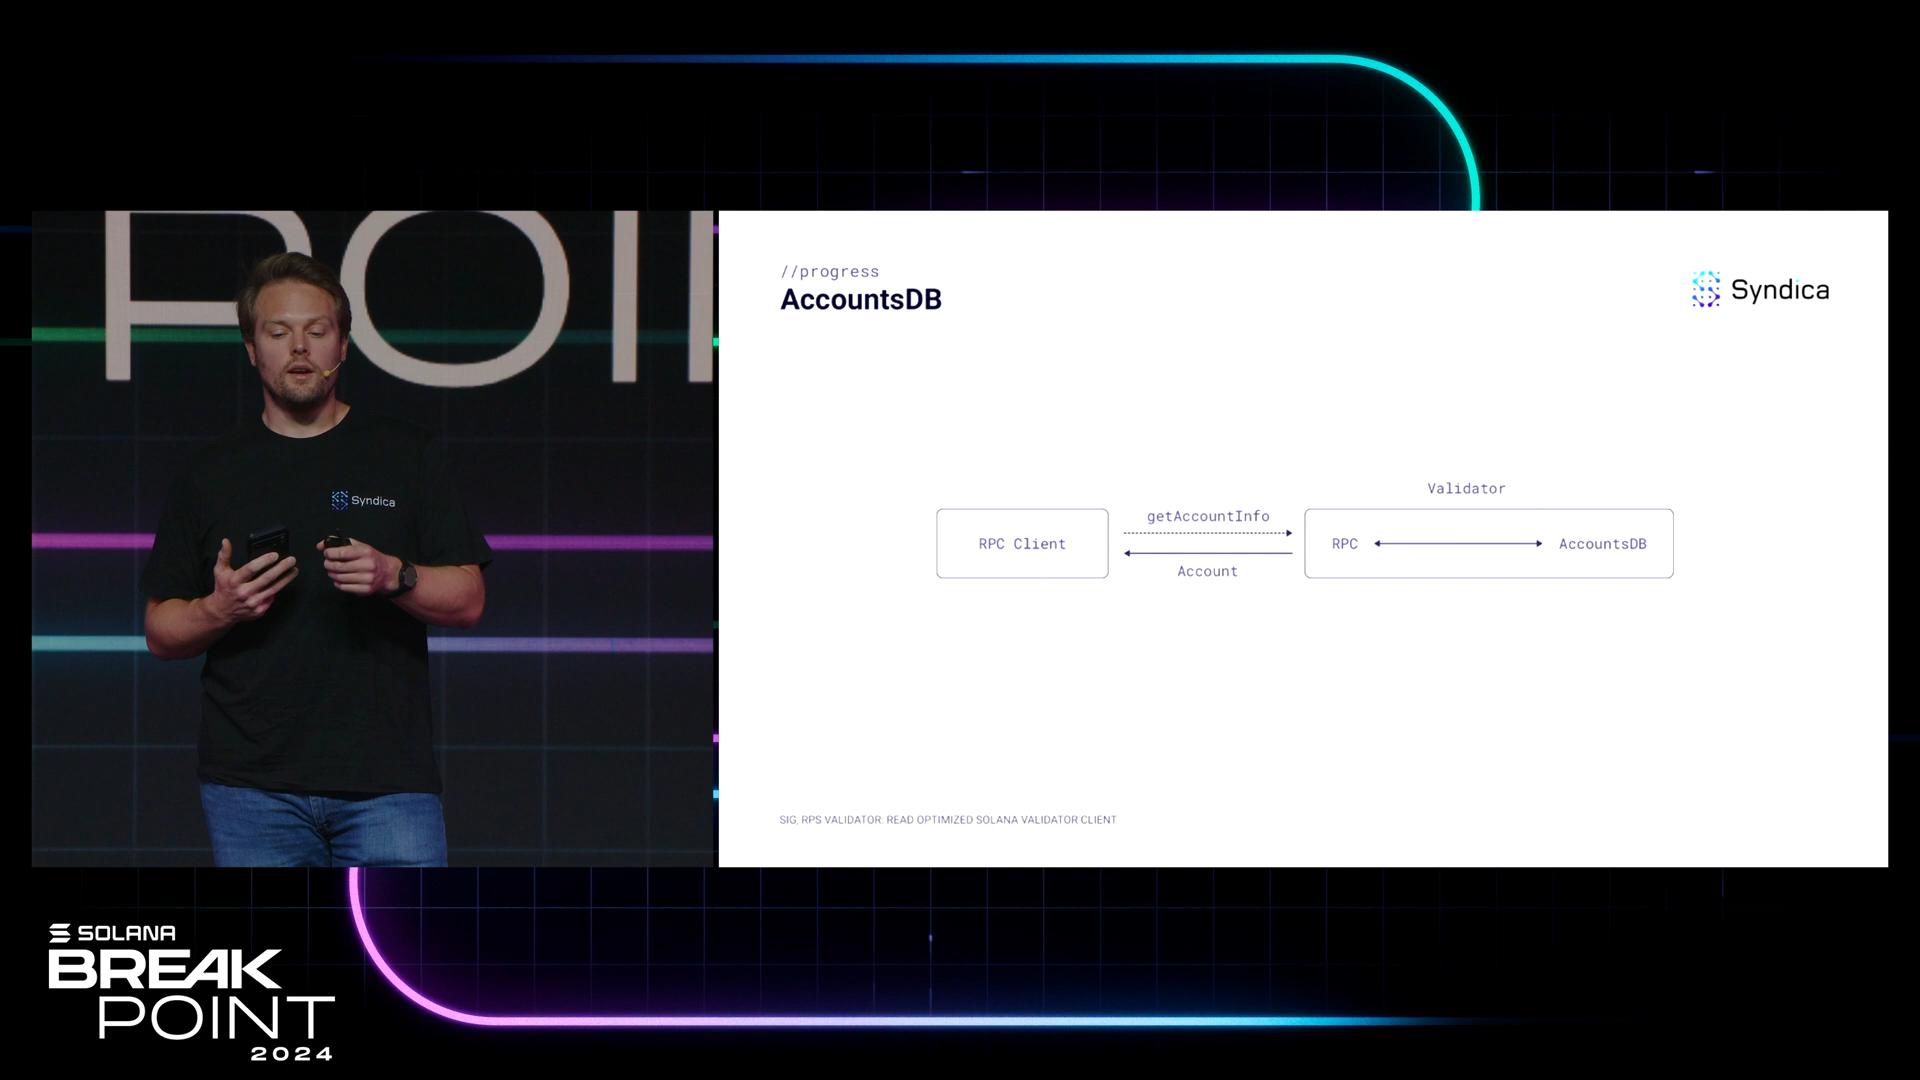 POI
Syndica
//progress
AccountsDB
Syndica
Validator
RPC Client
getAccountInfo
Account
RPC
AccountsDB
SIG, RPS VALIDATOR: READ OPTIMIZED SOLANA VALIDATOR CLIENT
SOLANA
BREAK
POINT
2024